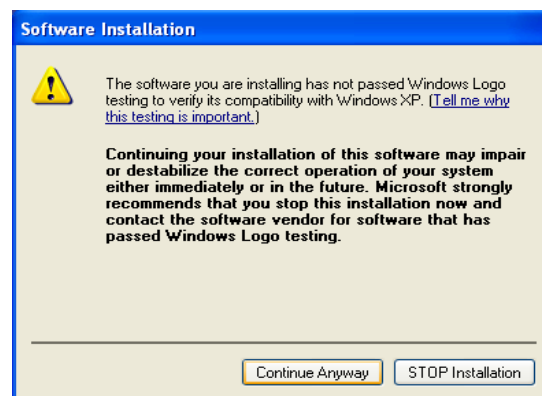 Software Installation
The software you are installing has not passed Windows Logo
testing to verify its compatibility with Windows XP. (Tell me why
this testing is important.)
Continuing your installation of this software may impair
or destabilize the correct operation of your system
either immediately or in the future. Microsoft strongly
recommends that you stop this installation now and
contact the software vendor for software that has
passed Windows Logo testing.
Continue Anyway
STOP Installation